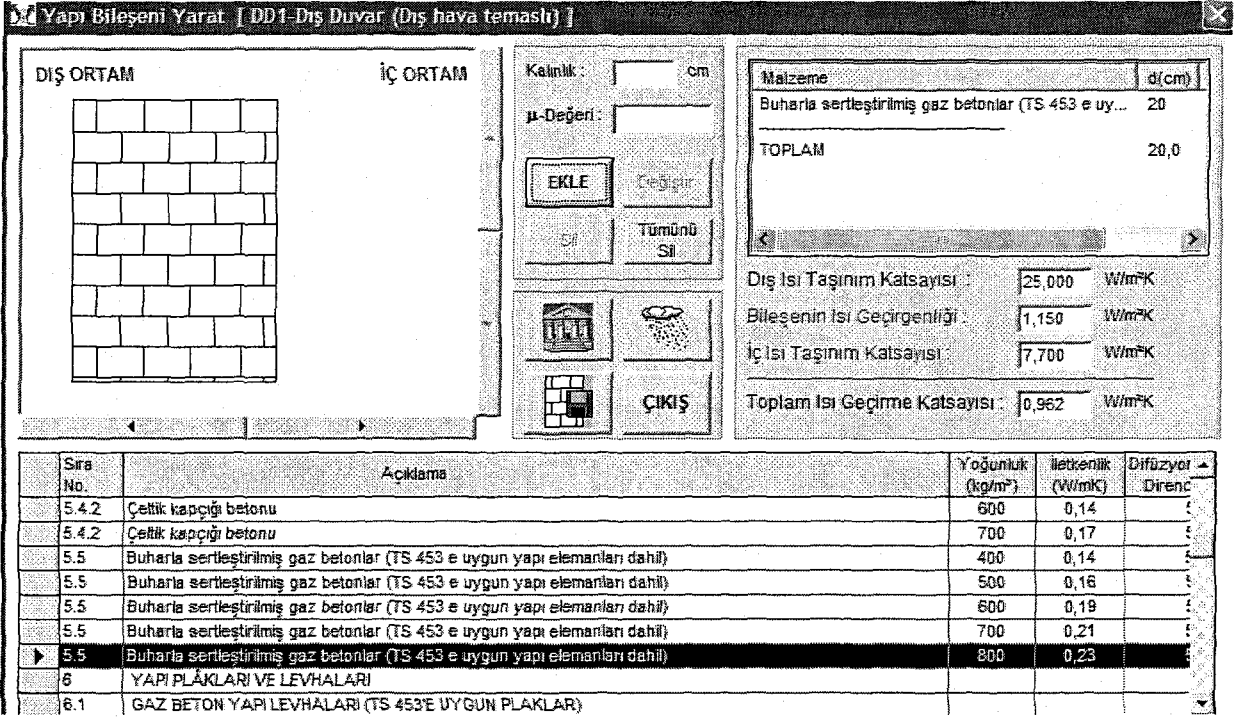 Yapı Bileşeni Yarat [ DD1-Dış Duvar (Dış hava temaslı) ]
DIŞ ORTAM İÇ ORTAM
Kalınlık : cm
µ-Değeri :
EKLE Değiştir
Sil Tümünü Sil
ÇIKIŞ
Malzeme d(cm)
Buharla sertleştirilmiş gaz betonlar (TS 453 e uy... 20
TOPLAM 20,0
Dış Isı Taşınım Katsayısı : 25,000 W/m²K
Bileşenin Isı Geçirgenliği : 1,150 W/m²K
İç Isı Taşınım Katsayısı : 7,700 W/m²K
Toplam Isı Geçirme Katsayısı : 0,962 W/m²K
Sıra No. Açıklama Yoğunluk (kg/m³) İletkenlik (W/mK) Difüzyon Direnc
5.4.2 Çeltik kapçığı betonu 600 0,14
5.4.2 Çeltik kapçığı betonu 700 0,17
5.5 Buharla sertleştirilmiş gaz betonlar (TS 453 e uygun yapı elemanları dahil) 400 0,14
5.5 Buharla sertleştirilmiş gaz betonlar (TS 453 e uygun yapı elemanları dahil) 500 0,16
5.5 Buharla sertleştirilmiş gaz betonlar (TS 453 e uygun yapı elemanları dahil) 600 0,19
5.5 Buharla sertleştirilmiş gaz betonlar (TS 453 e uygun yapı elemanları dahil) 700 0,21
5.5 Buharla sertleştirilmiş gaz betonlar (TS 453 e uygun yapı elemanları dahil) 800 0,23
6 YAPI PLÂKLARI VE LEVHALARI
6.1 GAZ BETON YAPI LEVHALARI (TS 453'E UYGUN PLAKLAR)